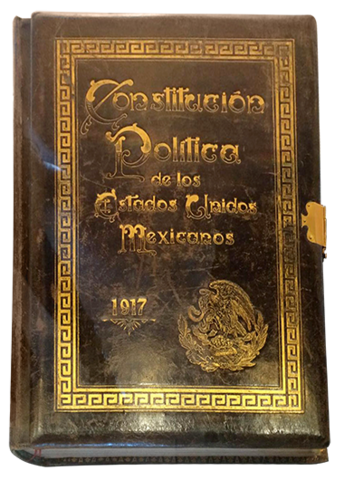 Constitución
Política
de los
Estados Unidos
Mexicanos
1917